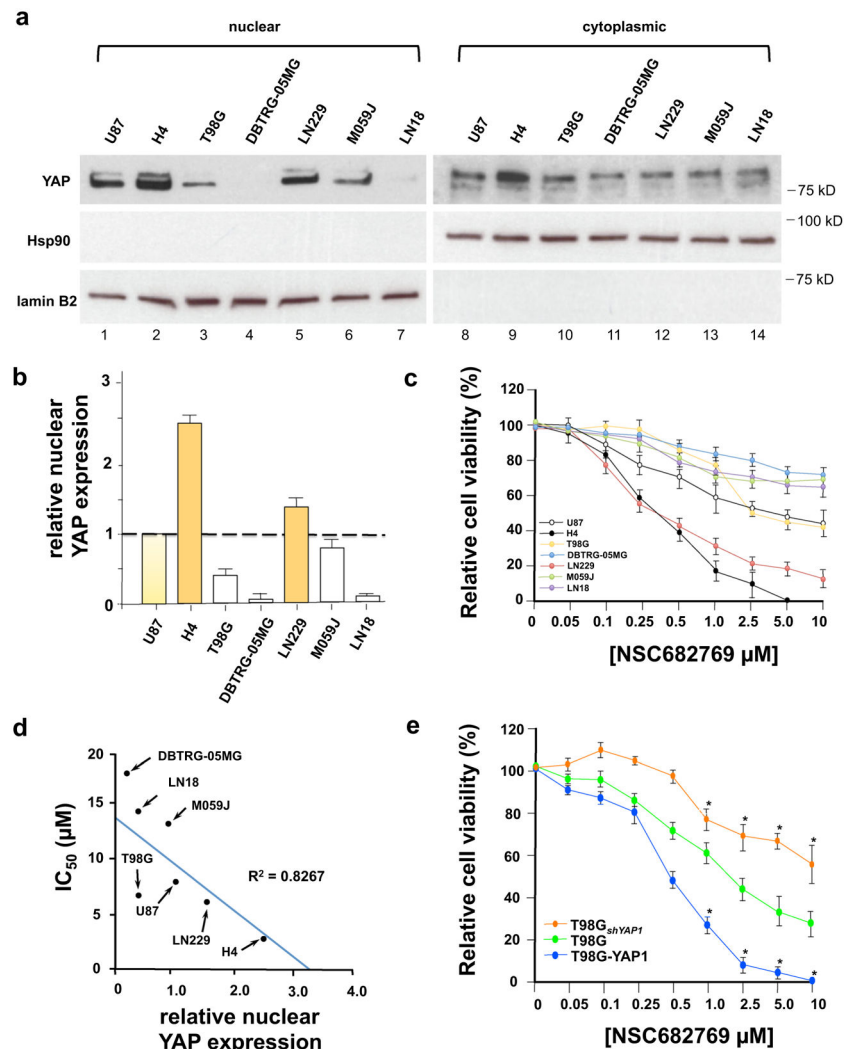 a
nuclear
cytoplasmic
U87
H4
T98G
DBTRG-05MG
LN229
M059J
LN18
U87
H4
T98G
DBTRG-05MG
LN229
M059J
LN18
YAP
75 kD
100 kD
Hsp90
75 kD
lamin B2
1 2 3 4 5 6 7 8 9 10 11 12 13 14
b
relative nuclear
YAP expression
3
2
1
0
U87
H4
T98G
DBTRG-05MG
LN229
M059J
LN18
c
Relative cell viability (%)
120
100
80
60
40
20
0
U87
H4
T98G
DBTRG-05MG
LN229
M059J
LN18
0 0.05 0.1 0.25 0.5 1.0 2.5 5.0 10
[NSC682769 µM]
d
IC50 (µM)
20
15
10
5
0
DBTRG-05MG
LN18
M059J
T98G
U87
LN229
H4
R2 = 0.8267
0 1.0 2.0 3.0 4.0
relative nuclear
YAP expression
e
Relative cell viability (%)
120
100
80
60
40
20
0
* * * *
* * * *
T98GshYAP1
T98G
T98G-YAP1
0 0.05 0.1 0.25 0.5 1.0 2.5 5.0 10
[NSC682769 µM]